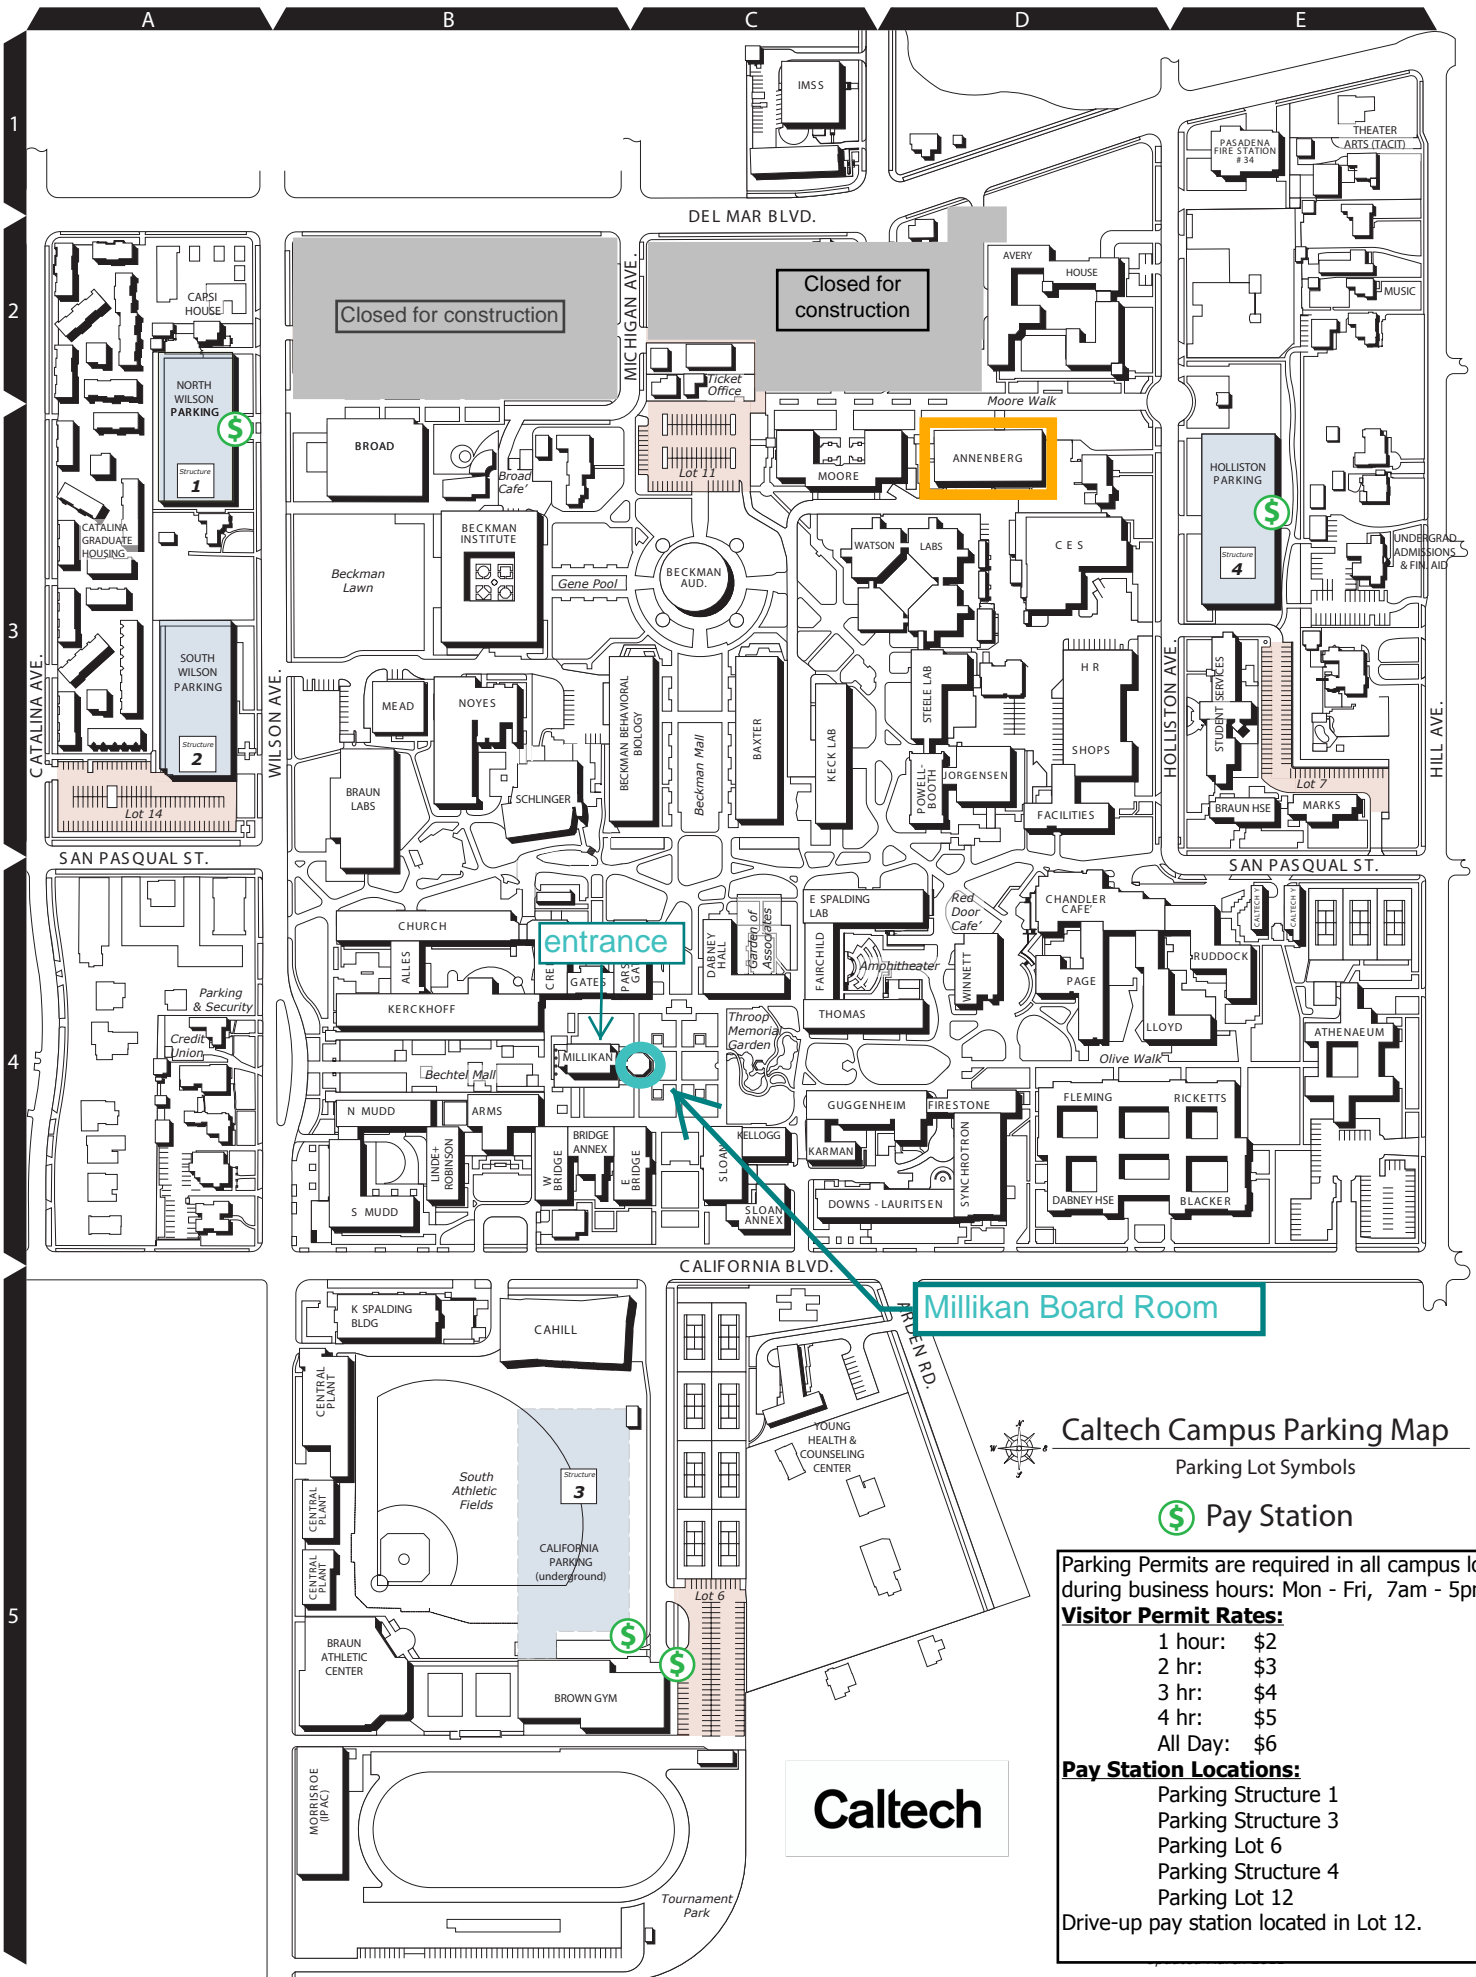 A B C D E
1
IMSS
PASADENA
FIRE STATION
# 34
THEATER
ARTS (TACIT)
DEL MAR BLVD.
2
CAPSI
HOUSE
Closed for construction
MICHIGAN AVE.
Closed for
construction
AVERY
HOUSE
MUSIC
Ticket
Office
Moore Walk
NORTH
WILSON
PARKING
$
Structure
1
BROAD
Broad
Cafe'
Lot 11
MOORE
ANNENBERG
HOLLISTON
PARKING
$
Structure
4
CATALINA
GRADUATE
HOUSING
BECKMAN
INSTITUTE
Beckman
Lawn
Gene Pool
BECKMAN
AUD.
WATSON
LABS
CES
UNDERGRAD
ADMISSIONS
& FIN. AID
3
CATALINA AVE.
SOUTH
WILSON
PARKING
Structure
2
Lot 14
WILSON AVE.
MEAD
NOYES
BRAUN
LABS
SCHLINGER
BECKMAN BEHAVIORAL
BIOLOGY
Beckman Mall
BAXTER
KECK LAB
STEELE LAB
POWELL-
BOOTH
JORGENSEN
HR
SHOPS
FACILITIES
HOLLISTON AVE.
STUDENT SERVICES
Lot 7
BRAUN HSE
MARKS
HILL AVE.
SAN PASQUAL ST.
SAN PASQUAL ST.
4
CHURCH
ALLES
KERCKHOFF
entrance
GATES
DABNEY
HALL
Garden of
Associates
E SPALDING
LAB
FAIRCHILD
Amphitheater
THOMAS
Red
Door
Cafe'
WINNETT
CHANDLER
CAFE'
PAGE
LLOYD
RUDDOCK
CALTECH Y
CALTECH Y
ATHENAEUM
Parking
& Security
Credit
Union
MILLIKAN
Bechtel Mall
Throop
Memorial
Garden
Olive Walk
N MUDD
ARMS
LINDE+
ROBINSON
S MUDD
W
BRIDGE
BRIDGE
ANNEX
E
BRIDGE
SLOAN
KELLOGG
SLOAN
ANNEX
GUGGENHEIM
FIRESTONE
KARMAN
DOWNS - LAURITSEN
SYNCHROTRON
FLEMING
RICKETTS
DABNEY HSE
BLACKER
CALIFORNIA BLVD.
Millikan Board Room
ARDEN RD.
5
K SPALDING
BLDG
CAHILL
CENTRAL
PLANT
CENTRAL
PLANT
CENTRAL
PLANT
South
Athletic
Fields
Structure
3
CALIFORNIA
PARKING
(underground)
YOUNG
HEALTH &
COUNSELING
CENTER
Lot 6
$
$
BRAUN
ATHLETIC
CENTER
BROWN GYM
MORRISROE
(IPAC)
Tournament
Park
Caltech
Caltech Campus Parking Map
Parking Lot Symbols
$ Pay Station
Parking Permits are required in all campus lo
during business hours: Mon - Fri, 7am - 5pm
Visitor Permit Rates:
1 hour: $2
2 hr: $3
3 hr: $4
4 hr: $5
All Day: $6
Pay Station Locations:
Parking Structure 1
Parking Structure 3
Parking Lot 6
Parking Structure 4
Parking Lot 12
Drive-up pay station located in Lot 12.